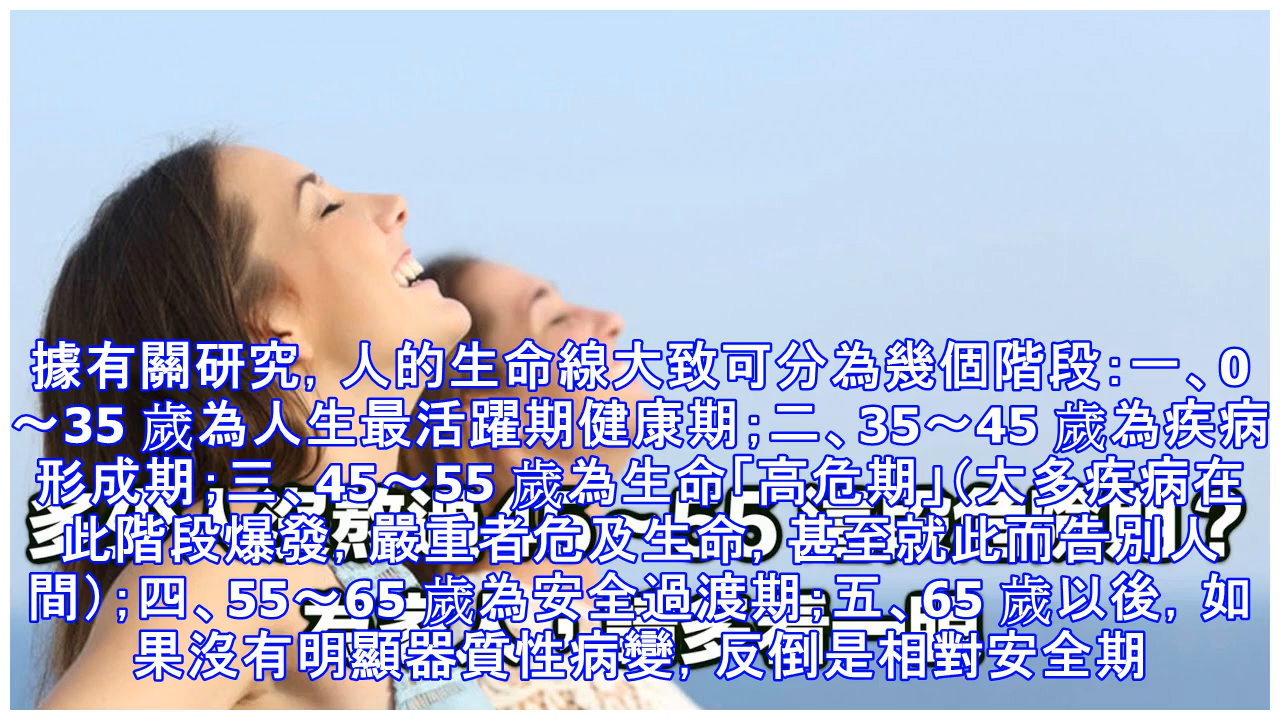 據有關研究, 人的生命線大致可分為幾個階段:一、0
～35 歲為人生最活躍期健康期;二、35～45 歲為疾病
形成期;三、45～55 歲為生命「高危期」(大多疾病在
此階段爆發, 嚴重者危及生命, 甚至就此而告別人
間);四、55～65 歲為安全過渡期;五、65 歲以後, 如
果沒有明顯器質性病變, 反倒是相對安全期